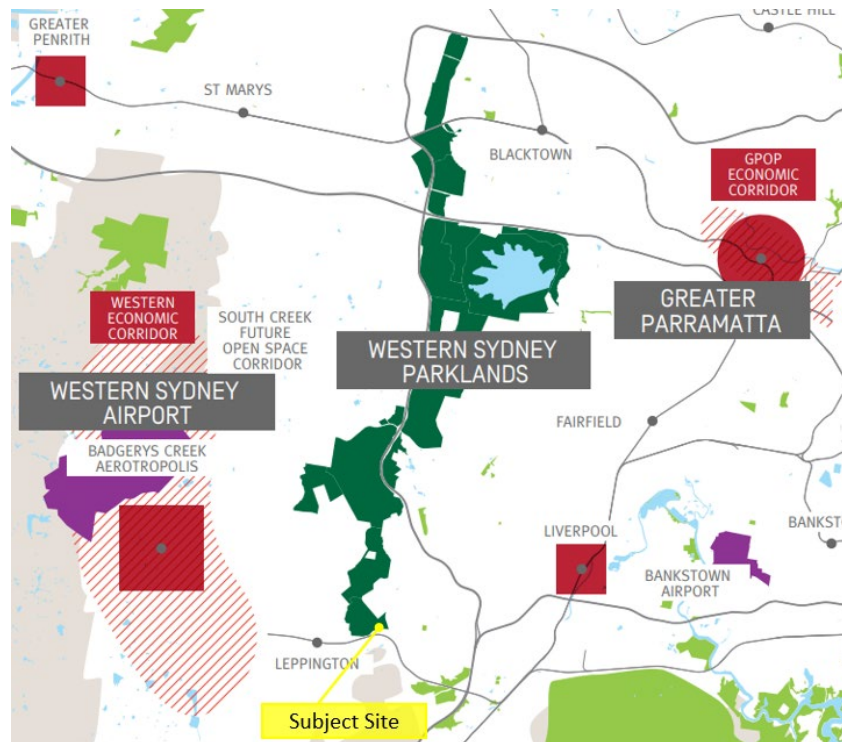 CASTLE HILL
GREATER
PENRITH
ST MARYS
BLACKTOWN
GPOP
ECONOMIC
CORRIDOR
WESTERN
ECONOMIC
CORRIDOR
SOUTH CREEK
FUTURE
OPEN SPACE
CORRIDOR
GREATER
PARRAMATTA
WESTERN SYDNEY
PARKLANDS
WESTERN SYDNEY
AIRPORT
BADGERYS CREEK
AEROTROPOLIS
FAIRFIELD
LIVERPOOL
BANKST
BANKSTOWN
AIRPORT
LEPPINGTON
Subject Site